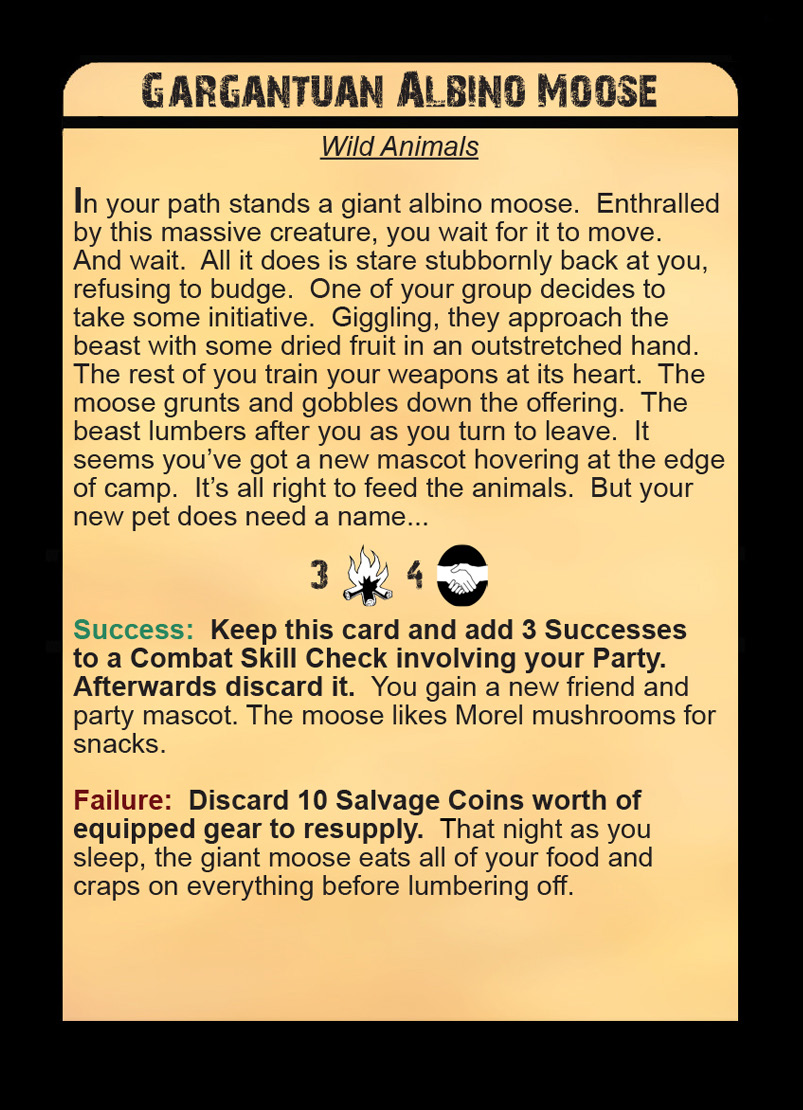 GARGANTUAN ALBINO MOOSE
Wild Animals
In your path stands a giant albino moose.  Enthralled
by this massive creature, you wait for it to move.
And wait.  All it does is stare stubbornly back at you,
refusing to budge.  One of your group decides to
take some initiative.  Giggling, they approach the
beast with some dried fruit in an outstretched hand.
The rest of you train your weapons at its heart.  The
moose grunts and gobbles down the offering.  The
beast lumbers after you as you turn to leave.  It
seems you’ve got a new mascot hovering at the edge
of camp.  It’s all right to feed the animals.  But your
new pet does need a name...
3 4
Success:  Keep this card and add 3 Successes
to a Combat Skill Check involving your Party.
Afterwards discard it.  You gain a new friend and
party mascot. The moose likes Morel mushrooms for
snacks.
Failure:  Discard 10 Salvage Coins worth of
equipped gear to resupply.  That night as you
sleep, the giant moose eats all of your food and
craps on everything before lumbering off.